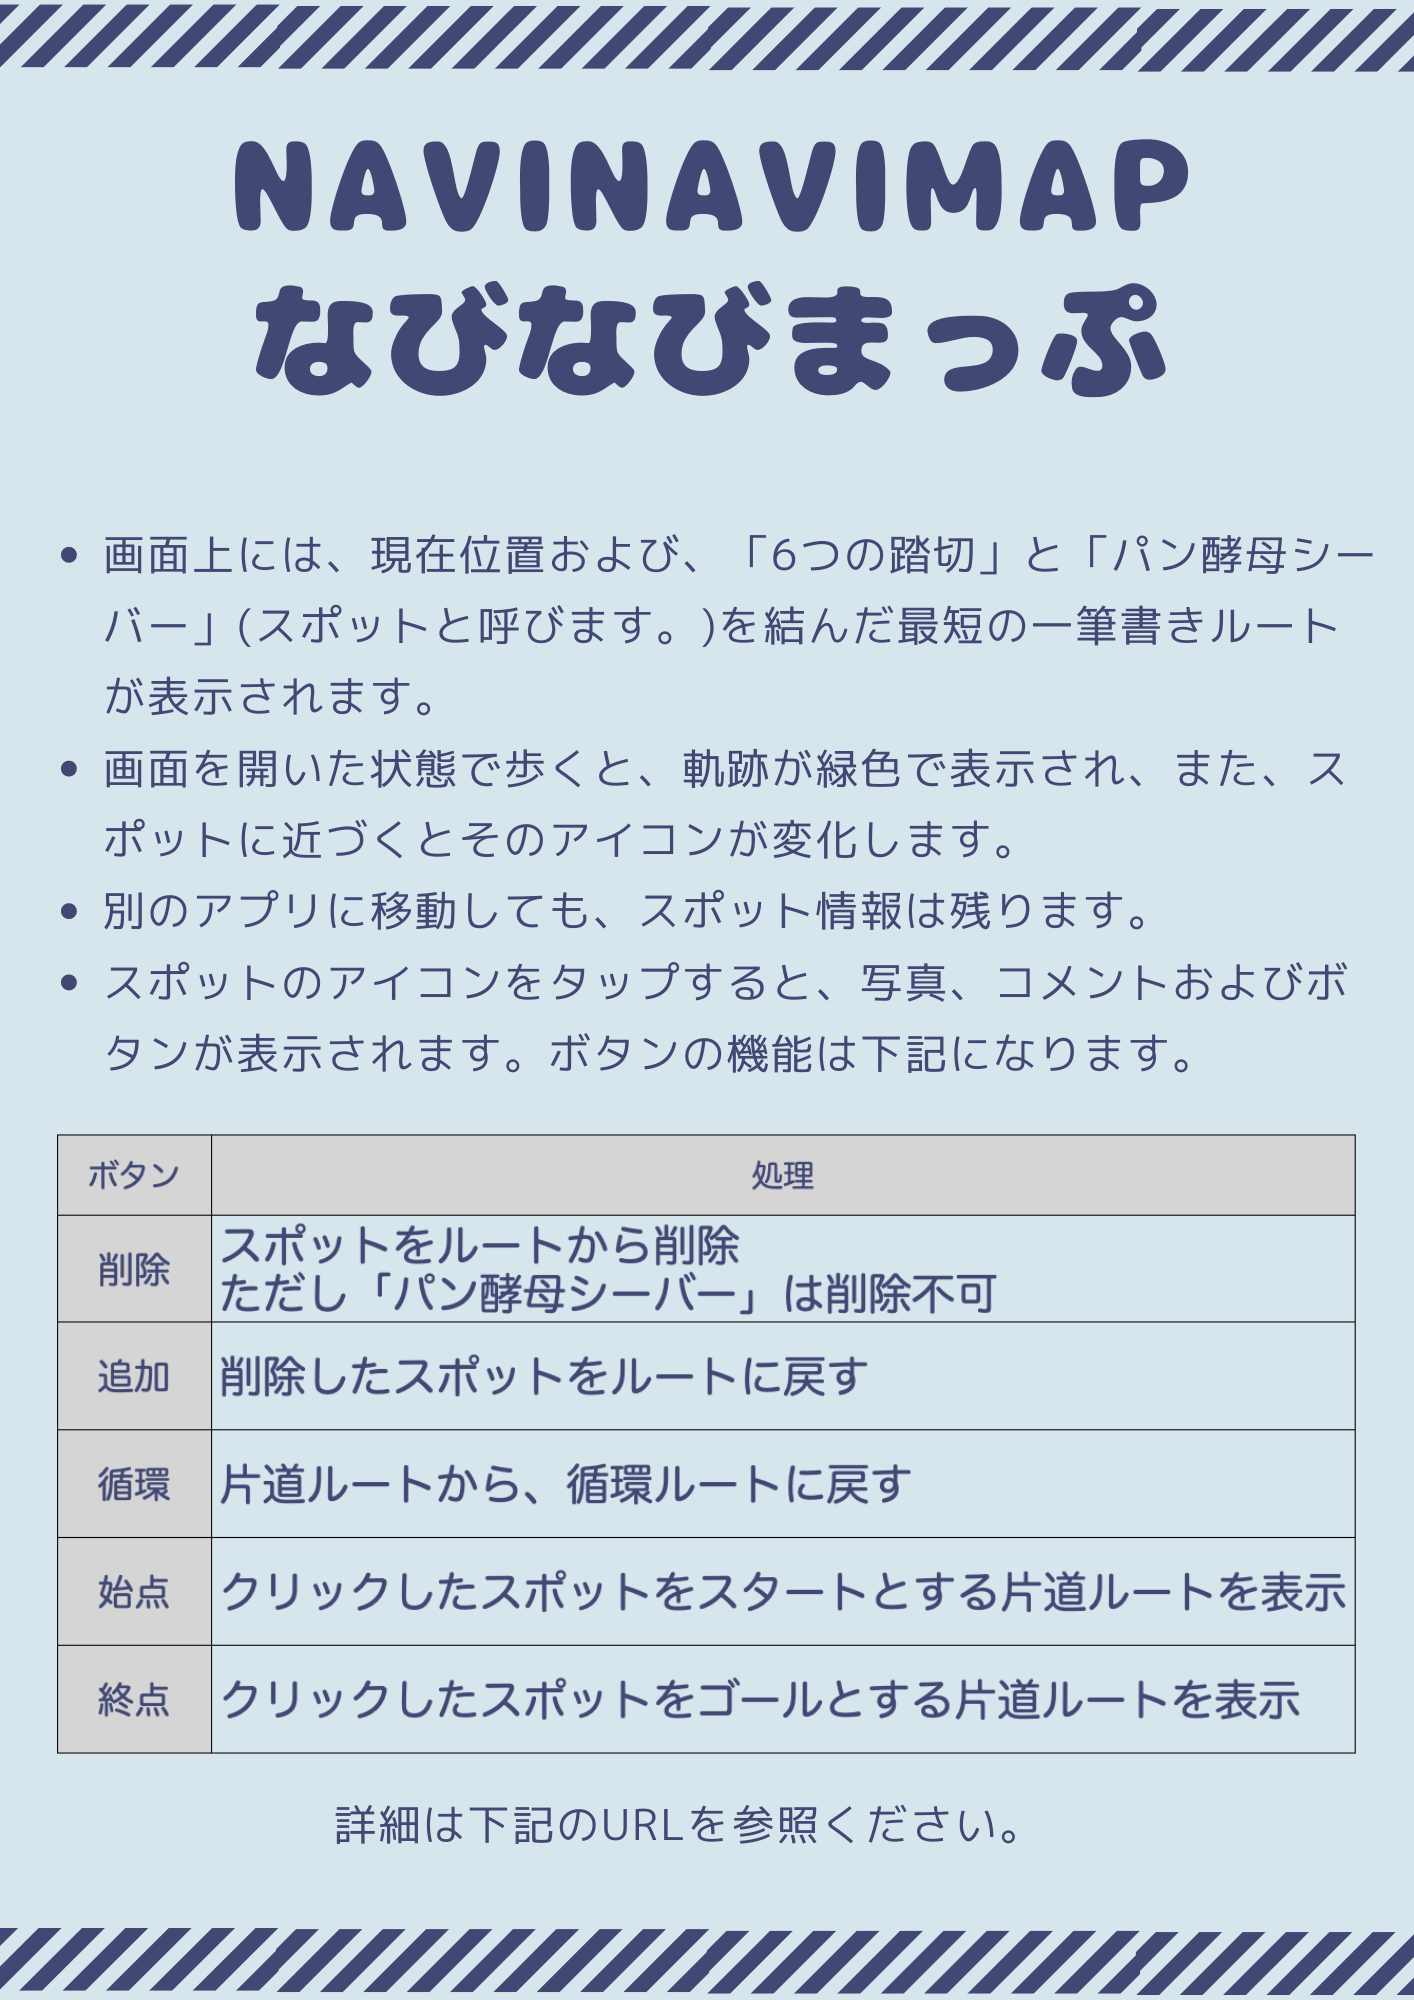 NAVINAVIMAP
なびなびまっぷ
• 画面上には、現在位置および、「6つの踏切」と「パン酵母シー
バー」(スポットと呼びます。)を結んだ最短の一筆書きルート
が表示されます。
• 画面を開いた状態で歩くと、軌跡が緑色で表示され、また、ス
ポットに近づくとそのアイコンが変化します。
• 別のアプリに移動しても、スポット情報は残ります。
• スポットのアイコンをタップすると、写真、コメントおよびボ
タンが表示されます。ボタンの機能は下記になります。
ボタン 処理
削除 スポットをルートから削除
ただし「パン酵母シーバー」は削除不可
追加 削除したスポットをルートに戻す
循環 片道ルートから、循環ルートに戻す
始点 クリックしたスポットをスタートとする片道ルートを表示
終点 クリックしたスポットをゴールとする片道ルートを表示
詳細は下記のURLを参照ください。